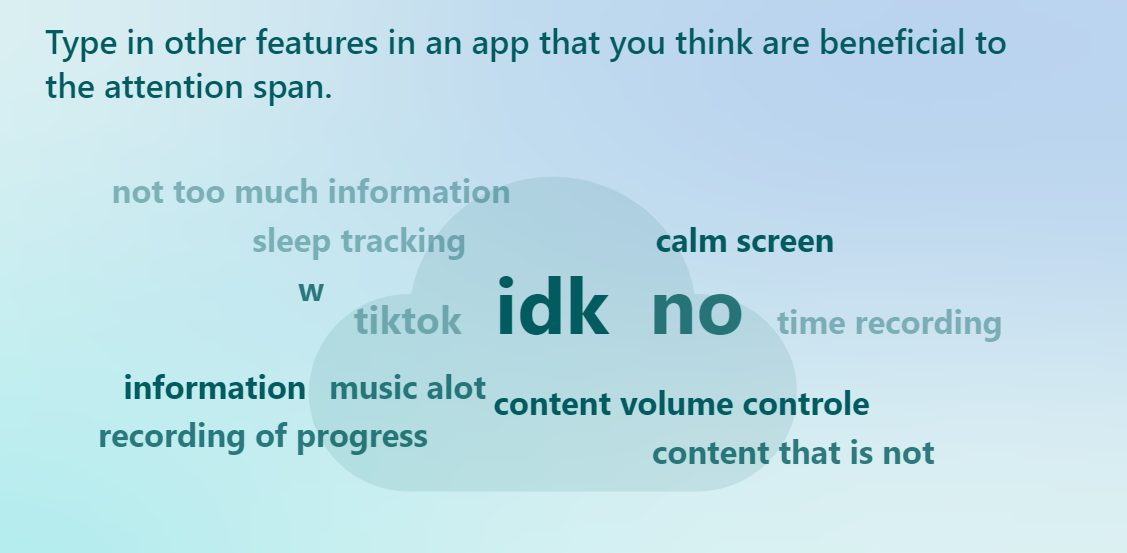 Type in other features in an app that you think are beneficial to
the attention span.
not too much information
sleep tracking
calm screen
w
tiktok
idk
no
time recording
information
music alot
content volume controle
recording of progress
content that is not